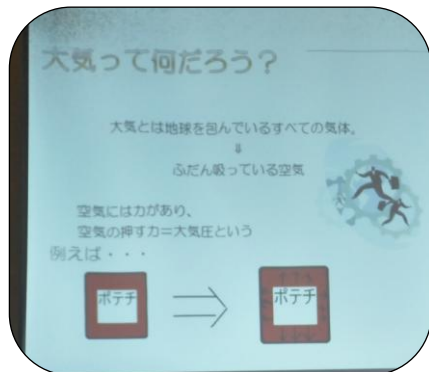 大気って何だろう？
大気とは地球を包んでいるすべての気体。
⇓
ふだん吸っている空気
空気には力があり、
空気の押す力＝大気圧という
例えば・・・
ポテチ ⇒ ポテチ